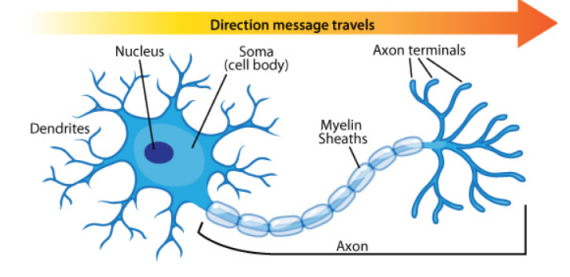 Direction message travels
Nucleus
Soma
(cell body)
Axon terminals
Dendrites
Myelin
Sheaths
Axon